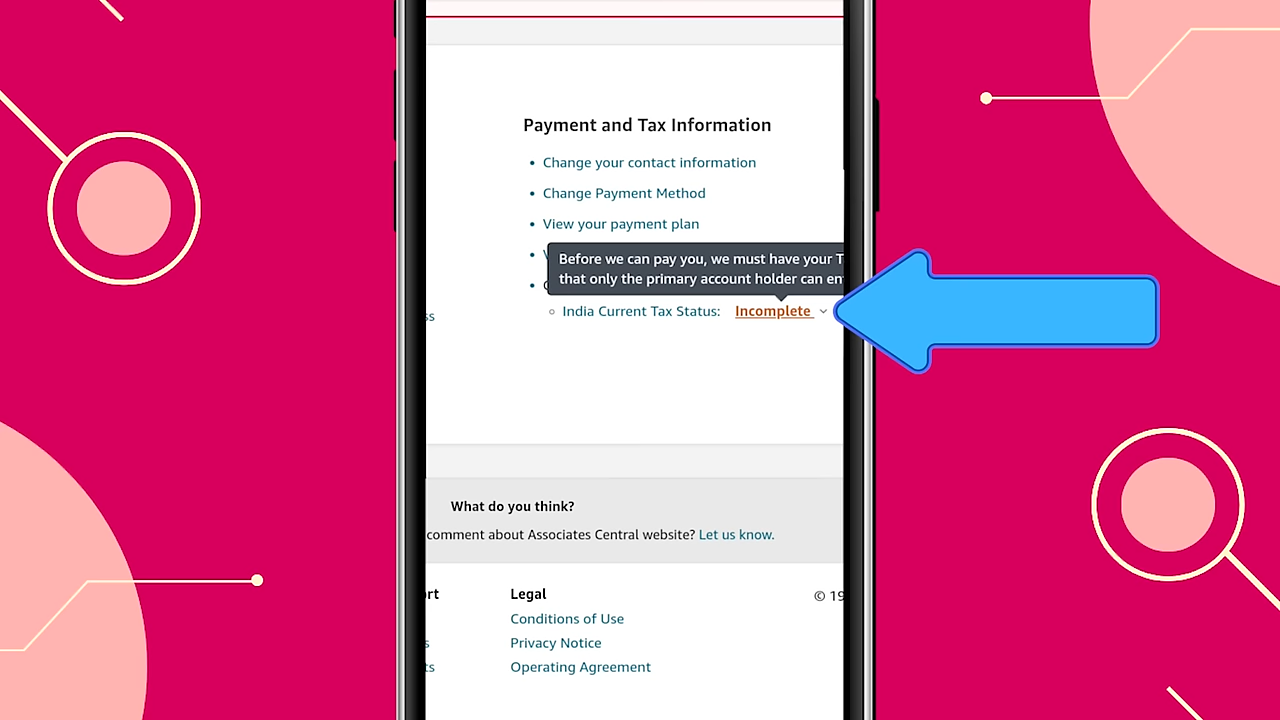 Payment and Tax Information
Change your contact information
Change Payment Method
View your payment plan
Before we can pay you, we must have your
that only the primary account holder can
India Current Tax Status: Incomplete
What do you think?
comment about Associates Central website? Let us know.
Legal
© 19
Conditions of Use
Privacy Notice
Operating Agreement